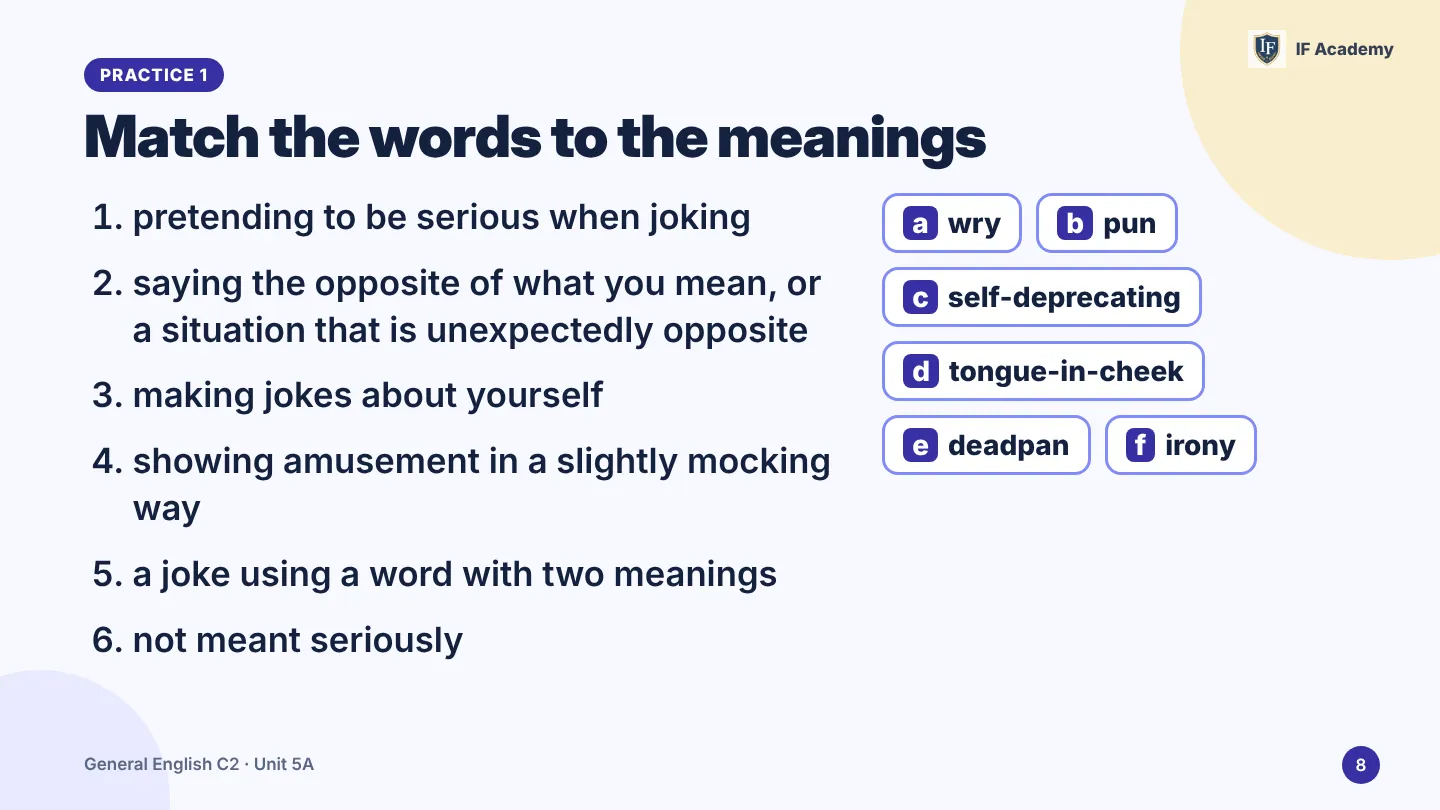 IF Academy
PRACTICE 1
Match the words to the meanings
1. pretending to be serious when joking
2. saying the opposite of what you mean, or
a situation that is unexpectedly opposite
3. making jokes about yourself
4. showing amusement in a slightly mocking
way
5. a joke using a word with two meanings
6. not meant seriously
a wry b pun
c self-deprecating
d tongue-in-cheek
e deadpan f irony
General English C2 · Unit 5A
8